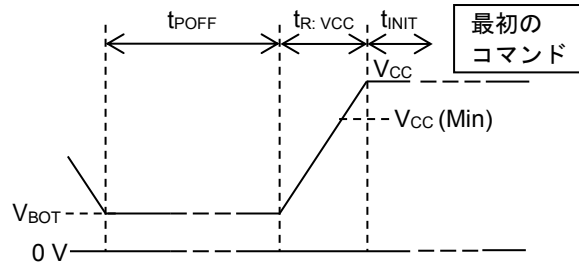 tPOFF
tR: VCC
tINIT
最初の
コマンド
VCC
VCC (Min)
VBOT
0 V